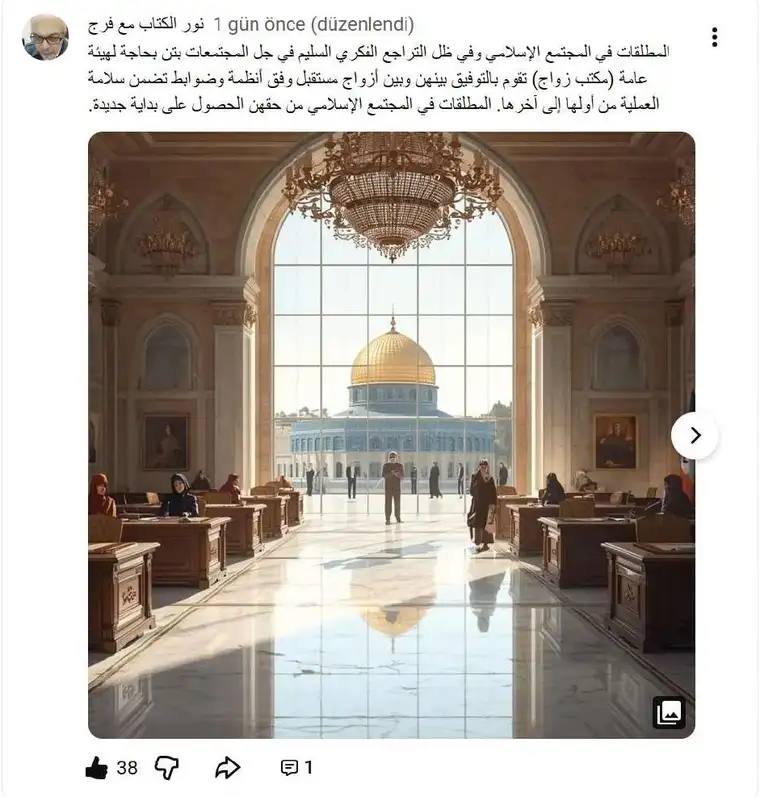 نور الكتاب مع فرج 1 gün önce (düzenlendi)
المطلقات في المجتمع الإسلامي وفي ظل التراجع الفكري السليم في جل المجتمعات بتن بحاجة لهيئة
عامة (مكتب زواج) تقوم بالتوفيق بينهن وبين أزواج مستقبل وفق أنظمة وضوابط تضمن سلامة
العملية من أولها إلى آخرها. المطلقات في المجتمع الإسلامي من حقهن الحصول على بداية جديدة.
38 1